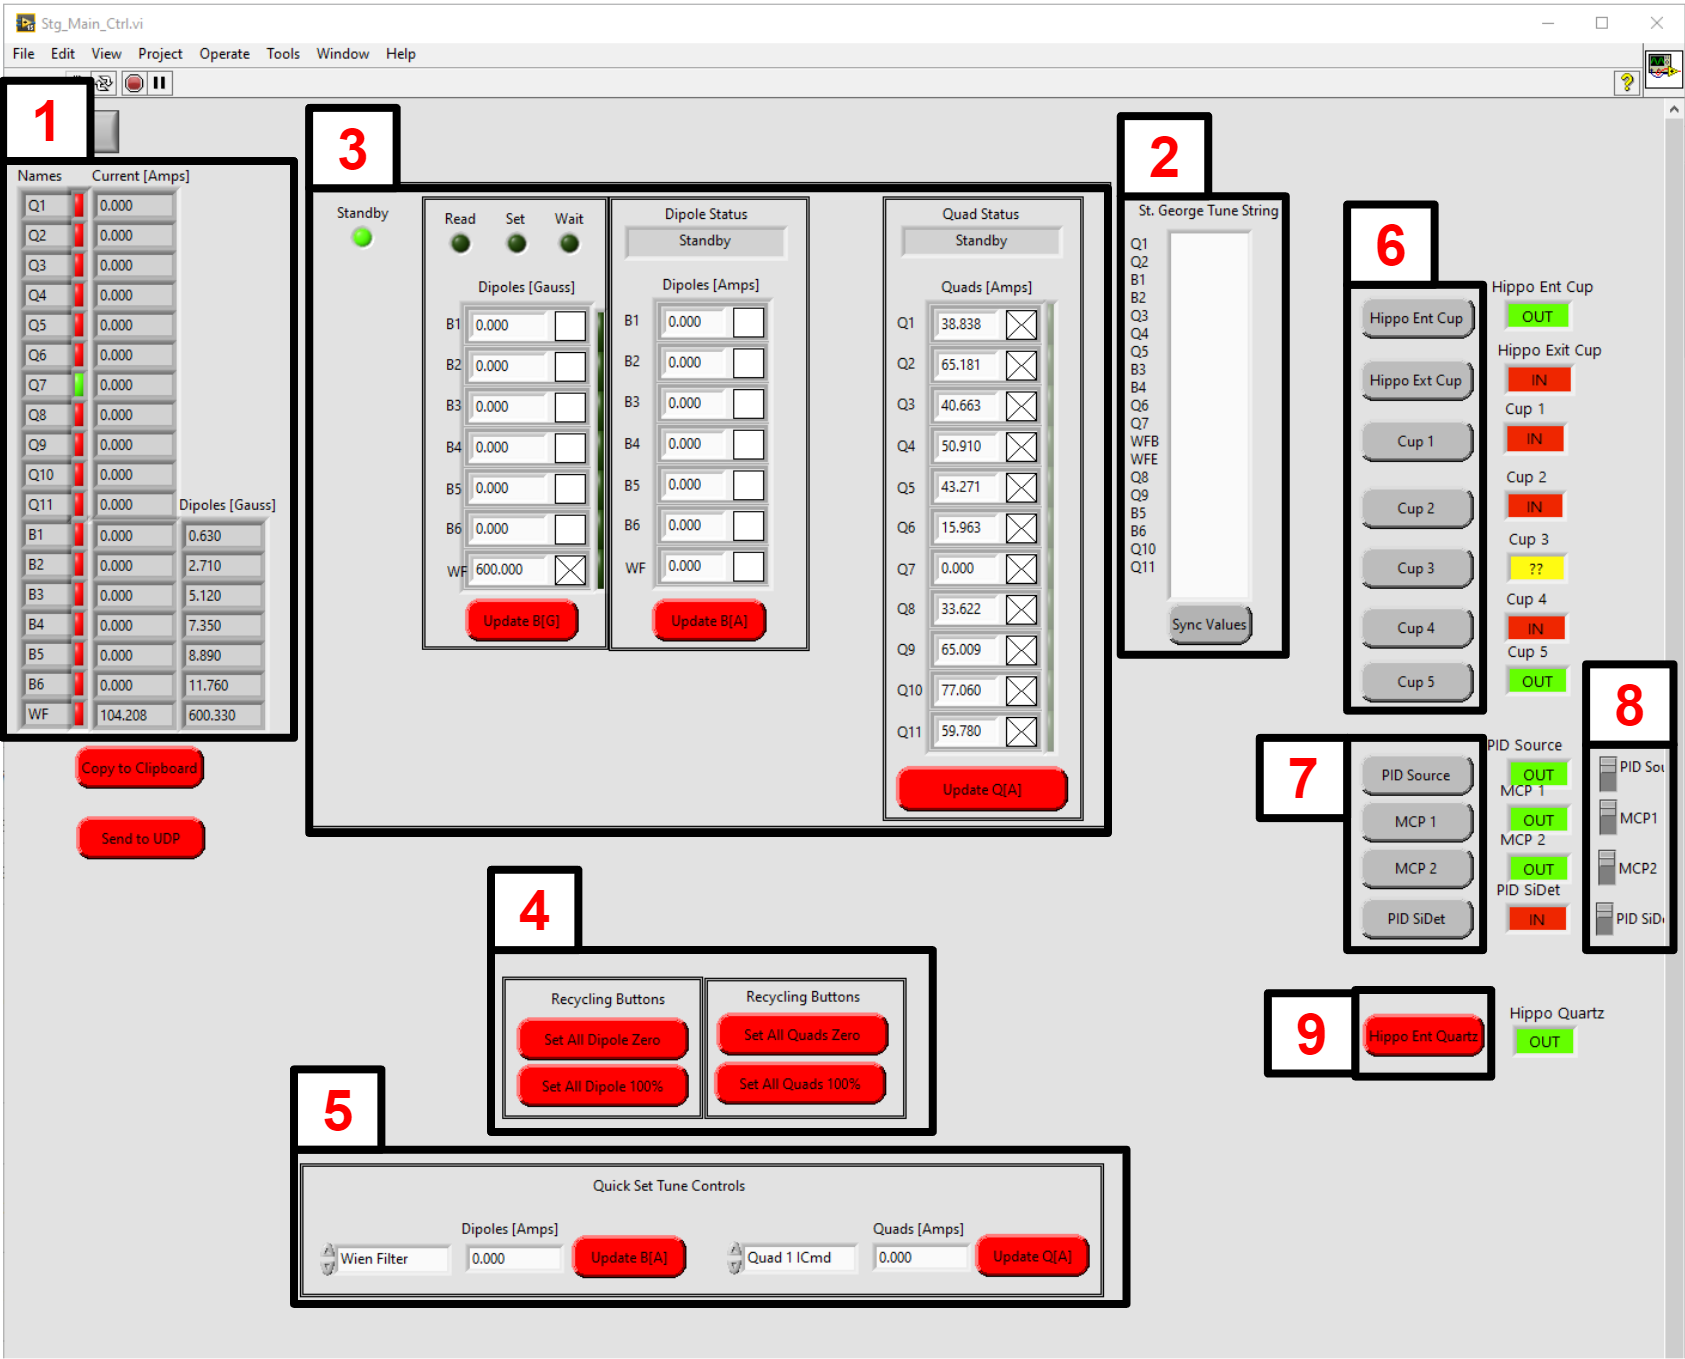 Stg_Main_Ctrl.vi
File Edit View Project Operate Tools Window Help
1
Names Current [Amps]
Q1 0.000
Q2 0.000
Q3 0.000
Q4 0.000
Q5 0.000
Q6 0.000
Q7 0.000
Q8 0.000
Q9 0.000
Q10 0.000
Q11 0.000 Dipoles [Gauss]
B1 0.000 0.630
B2 0.000 2.710
B3 0.000 5.120
B4 0.000 7.350
B5 0.000 8.890
B6 0.000 11.760
WF 104.208 600.330
Copy to Clipboard
Send to UDP
3
Standby
Read Set Wait
Dipoles [Gauss]
B1 0.000
B2 0.000
B3 0.000
B4 0.000
B5 0.000
B6 0.000
WF 600.000
Update B[G]
Dipole Status
Standby
Dipoles [Amps]
B1 0.000
B2 0.000
B3 0.000
B4 0.000
B5 0.000
B6 0.000
WF 0.000
Update B[A]
Quad Status
Standby
Quads [Amps]
Q1 38.838
Q2 65.181
Q3 40.663
Q4 50.910
Q5 43.271
Q6 15.963
Q7 0.000
Q8 33.622
Q9 65.009
Q10 77.060
Q11 59.780
Update Q[A]
2
St. George Tune String
Q1
Q2
B1
B2
Q3
Q4
Q5
B3
B4
Q6
Q7
WFB
WFE
Q8
Q9
B5
B6
Q10
Q11
Sync Values
6
Hippo Ent Cup
Hippo Ent Cup OUT
Hippo Exit Cup
Hippo Ext Cup IN
Cup 1
Cup 1 IN
Cup 2
Cup 2 IN
Cup 3
Cup 3 ??
Cup 4
Cup 4 IN
Cup 5
Cup 5 OUT
7
8
PID Source
PID Source OUT PID Sou
MCP 1
MCP 1 OUT MCP1
MCP 2
MCP 2 OUT MCP2
PID SiDet
PID SiDet IN PID SiD
9
Hippo Quartz
Hippo Ent Quartz OUT
4
Recycling Buttons
Set All Dipole Zero
Set All Dipole 100%
Recycling Buttons
Set All Quads Zero
Set All Quads 100%
5
Quick Set Tune Controls
Dipoles [Amps] Quads [Amps]
Wien Filter 0.000 Update B[A] Quad 1 ICmd 0.000 Update Q[A]